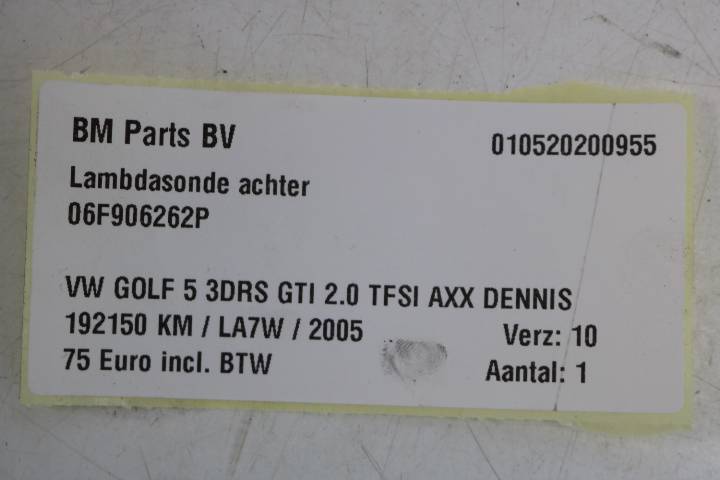 BM Parts BV 010520200955
Lambdasonde achter
06F906262P
VW GOLF 5 3DRS GTI 2.0 TFSI AXX DENNIS
192150 KM / LA7W / 2005 Verz: 10
75 Euro incl. BTW Aantal: 1